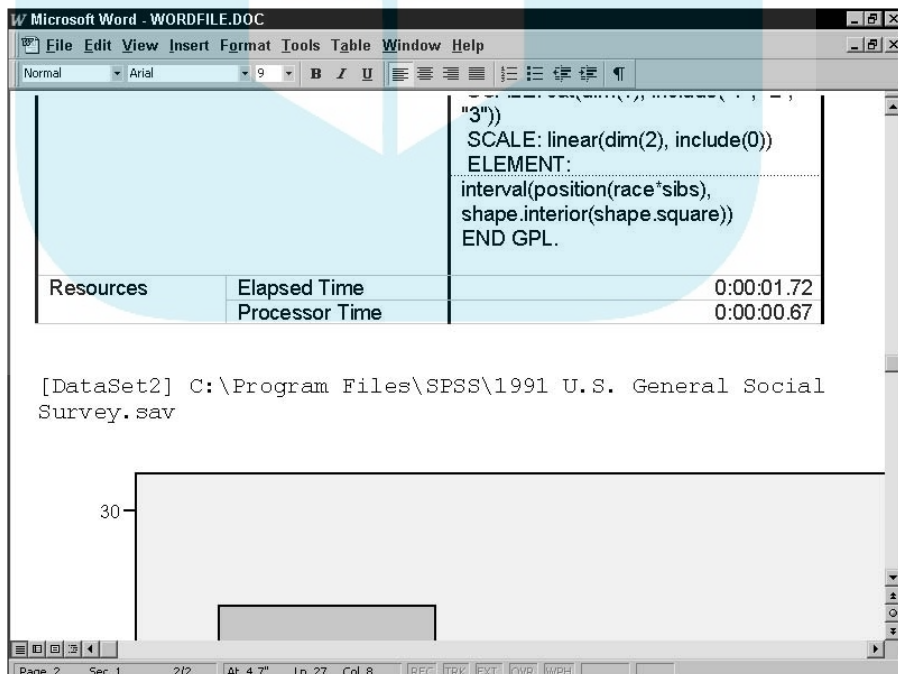 Microsoft Word - WORDFILE.DOC
File Edit View Insert Format Tools Table Window Help
Normal Arial 9 B I U ¶
"3"))
SCALE: linear(dim(2), include(0))
ELEMENT:
interval(position(race*sibs),
shape.interior(shape.square))
END GPL.
Resources Elapsed Time 0:00:01.72
Processor Time 0:00:00.67
[DataSet2] C:\Program Files\SPSS\1991 U.S. General Social
Survey.sav
30
Page 2 Sec 1 2/2 At 4.7" Ln 27 Col 8 REC TRK EXT OVR WPH